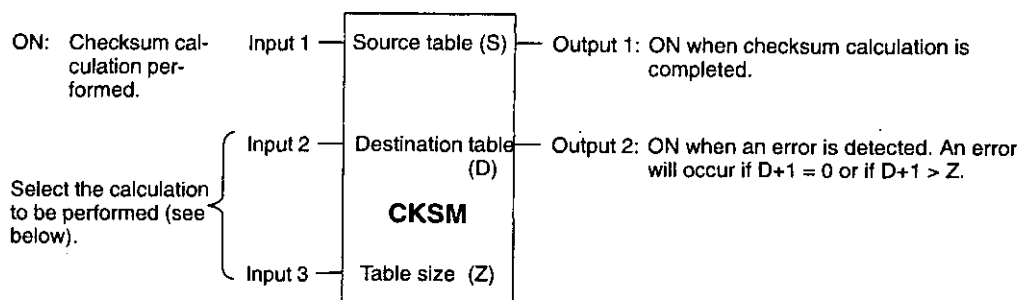 ON: Checksum cal-
culation per-
formed.
Input 1
Source table (S)
Output 1: ON when checksum calculation is
completed.
Select the calculation
to be performed (see
below).
Input 2
Destination table
(D)
Output 2: ON when an error is detected. An error
will occur if D+1 = 0 or if D+1 > Z.
CKSM
Input 3
Table size (Z)